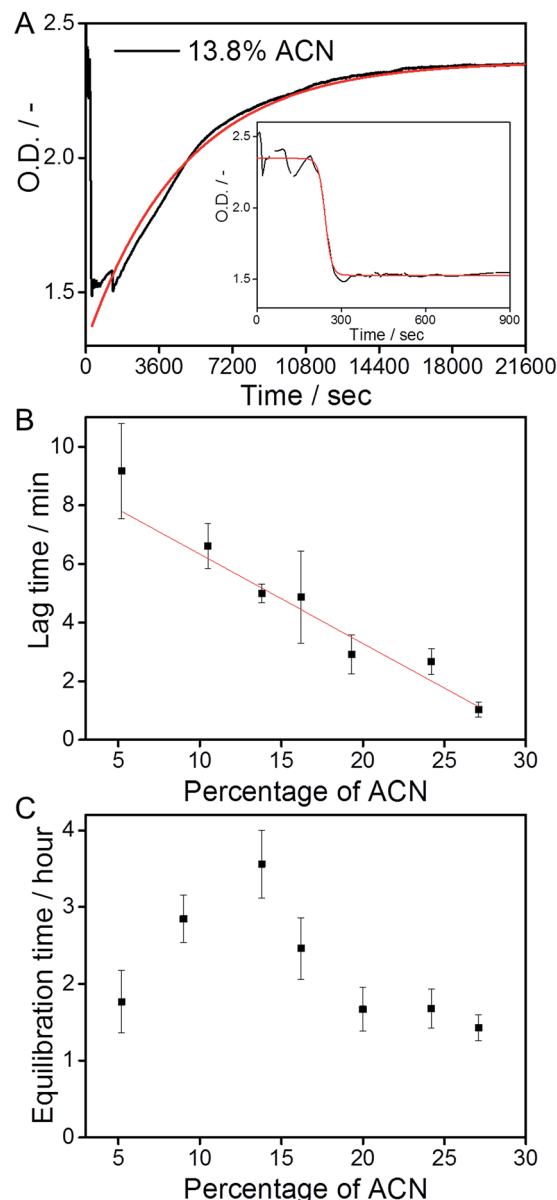 A
2.5
13.8% ACN
2.0
1.5
O.D. / -
2.5
2.0
1.5
O.D. / -
0 300 600 900
Time / sec
0 3600 7200 10800 14400 18000 21600
Time / sec
B
10
8
6
4
2
0
Lag time / min
5 10 15 20 25 30
Percentage of ACN
C
4
3
2
1
0
Equilibration time / hour
5 10 15 20 25 30
Percentage of ACN